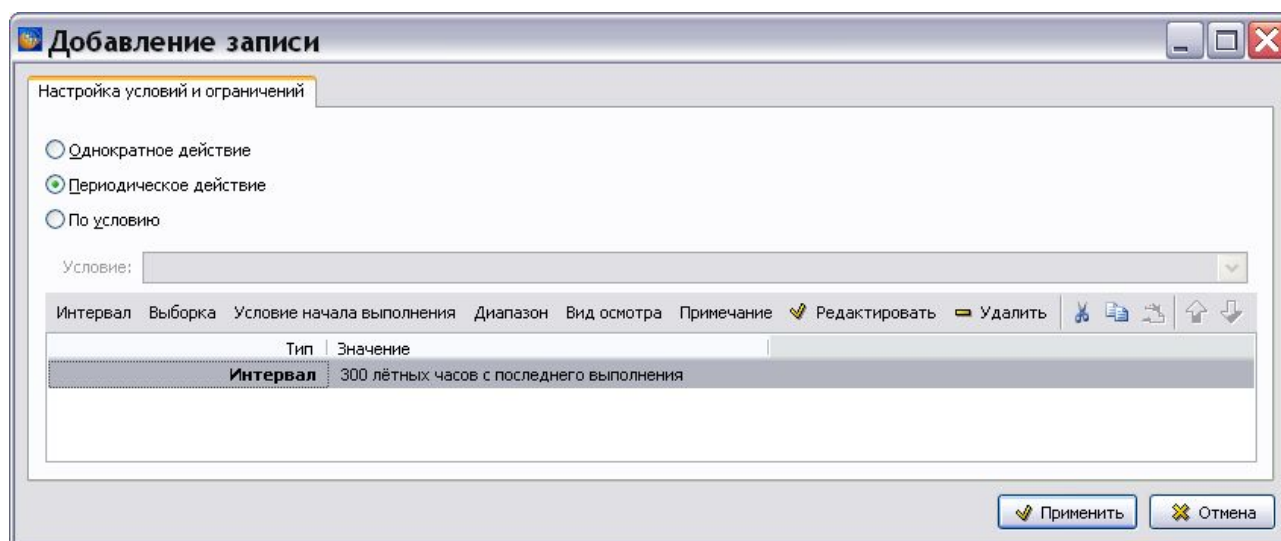 Добавление записи
Настройка условий и ограничений
Однократное действие
Периодическое действие
По условию
Условие:
Интервал Выборка Условие начала выполнения Диапазон Вид осмотра Примечание Редактировать Удалить
Тип Значение
Интервал 300 лётных часов с последнего выполнения
Применить Отмена